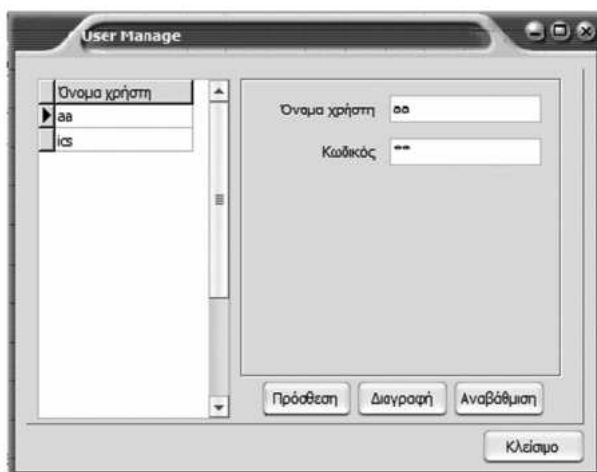 User Manage
Όνομα χρήστη
aa
ics
Όνομα χρήστη aa
Κωδικός **
Πρόσθεση Διαγραφή Αναβάθμιση
Κλείσιμο